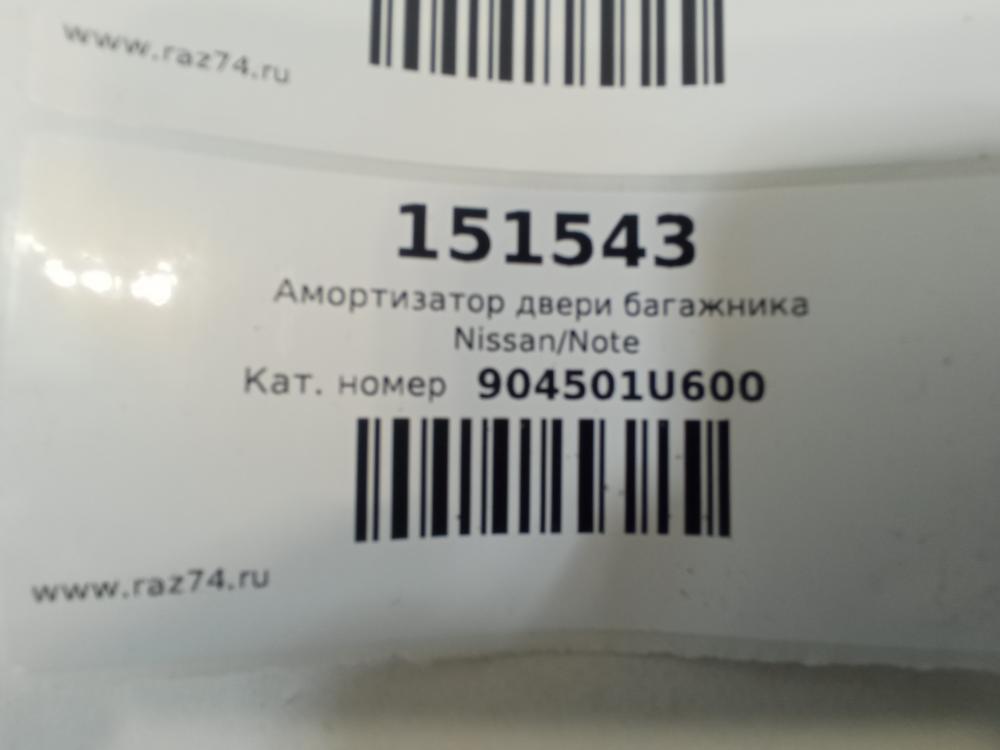 www.raz74.ru
151543
Амортизатор двери багажника
Nissan/Note
Кат. номер 904501U600
www.raz74.ru